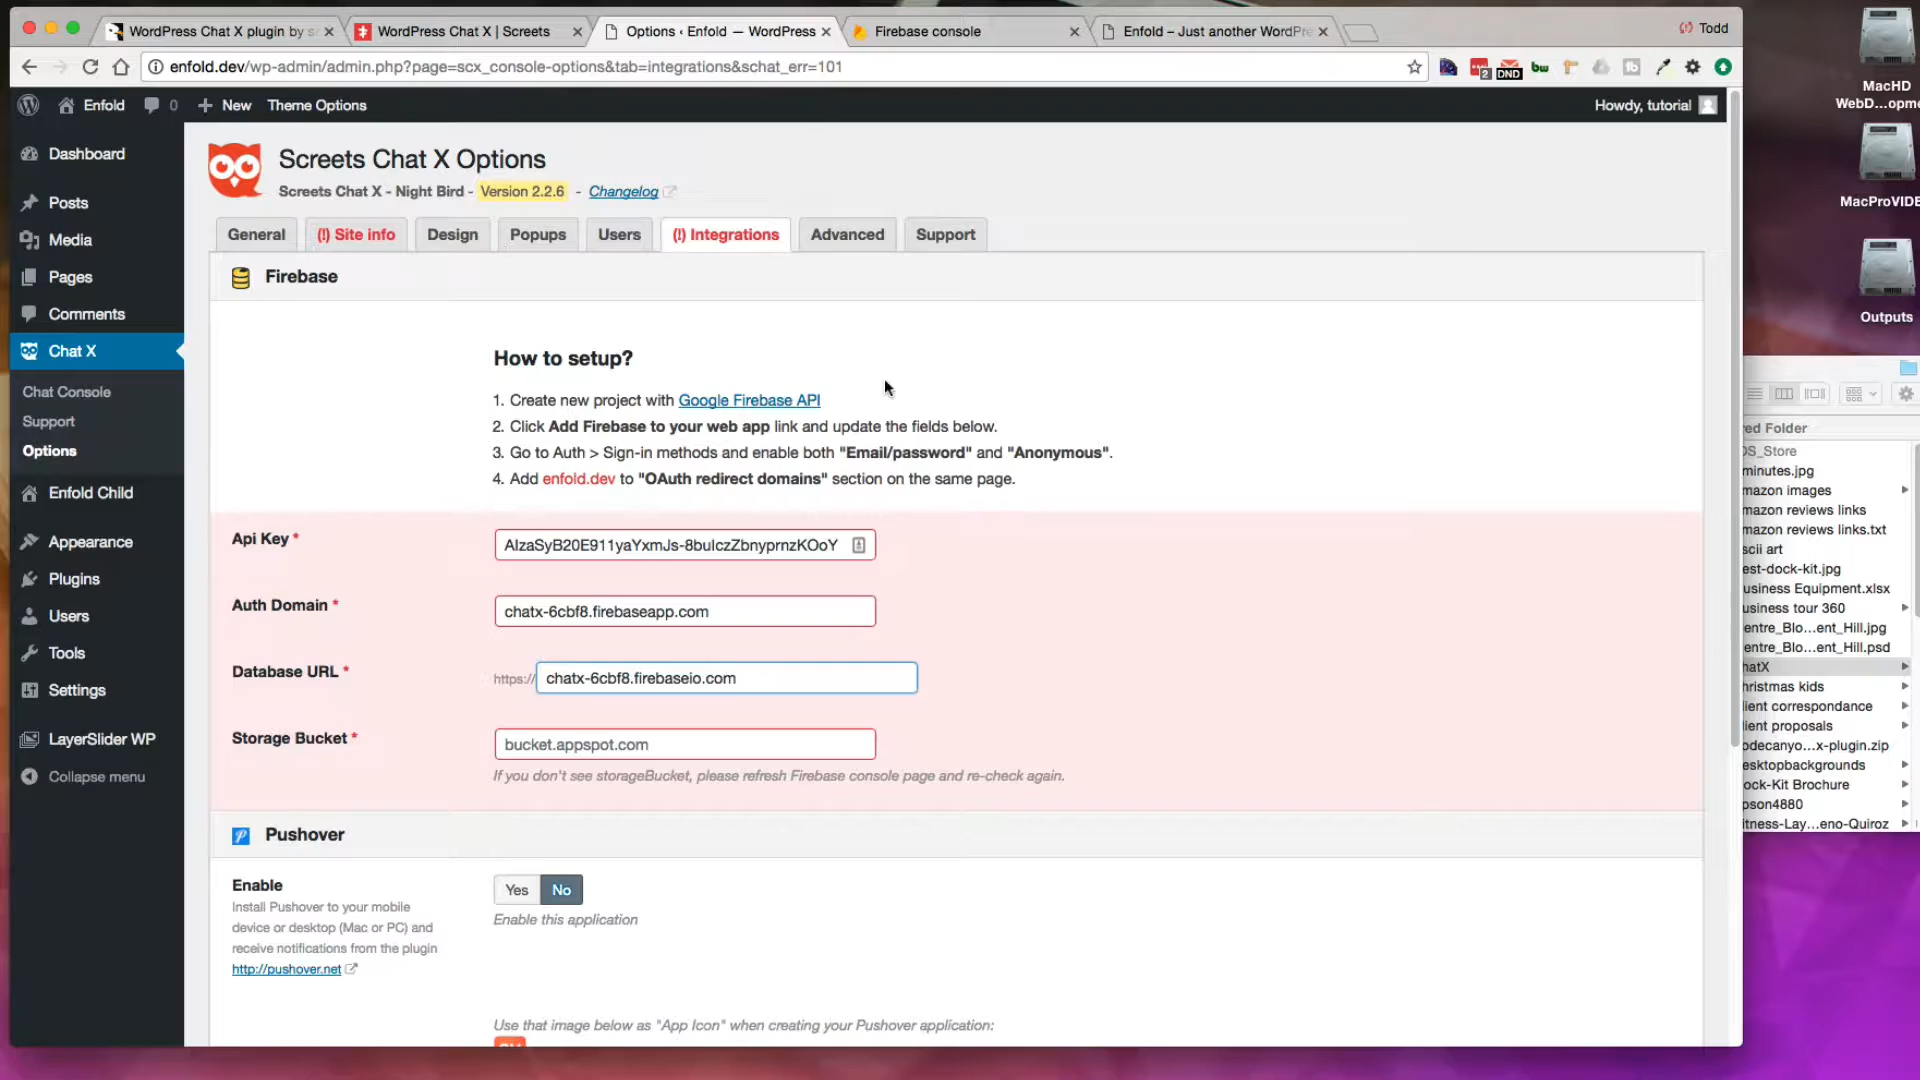 WordPress Chat X plugin by s
WordPress Chat X | Screets
Options ‹ Enfold — WordPress
Firebase console
Enfold – Just another WordPre
Todd
enfold.dev/wp-admin/admin.php?page=scx_console-options&tab=integrations&schat_err=101
2
DND
bw
Enfold
0
New
Theme Options
Howdy, tutorial
Dashboard
Posts
Media
Pages
Comments
Chat X
Chat Console
Support
Options
Enfold Child
Appearance
Plugins
Users
Tools
Settings
LayerSlider WP
Collapse menu
Screets Chat X Options
Screets Chat X - Night Bird - Version 2.2.6 - Changelog
General
(!) Site info
Design
Popups
Users
(!) Integrations
Advanced
Support
Firebase
How to setup?
1. Create new project with Google Firebase API
2. Click Add Firebase to your web app link and update the fields below.
3. Go to Auth > Sign-in methods and enable both "Email/password" and "Anonymous".
4. Add enfold.dev to "OAuth redirect domains" section on the same page.
Api Key *
AIzaSyB20E911yaYxmJs-8bulczZbnyprnzKOoY
Auth Domain *
chatx-6cbf8.firebaseapp.com
Database URL *
https:// chatx-6cbf8.firebaseio.com
Storage Bucket *
bucket.appspot.com
If you don't see storageBucket, please refresh Firebase console page and re-check again.
Pushover
Enable
Install Pushover to your mobile
device or desktop (Mac or PC) and
receive notifications from the plugin
http://pushover.net
Yes
No
Enable this application
Use that image below as "App Icon" when creating your Pushover application:
MacHD
WebD...opme
MacProVIDE
Outputs
red Folder
DS_Store
minutes.jpg
mazon images
mazon reviews links
mazon reviews links.txt
scii art
est-dock-kit.jpg
usiness Equipment.xlsx
usiness tour 360
entre_Blo...ent_Hill.jpg
entre_Blo...ent_Hill.psd
hatX
hristmas kids
lient correspondance
lient proposals
odecanyo...x-plugin.zip
esktopbackgrounds
ock-Kit Brochure
pson4880
itness-Lay...eno-Quiroz